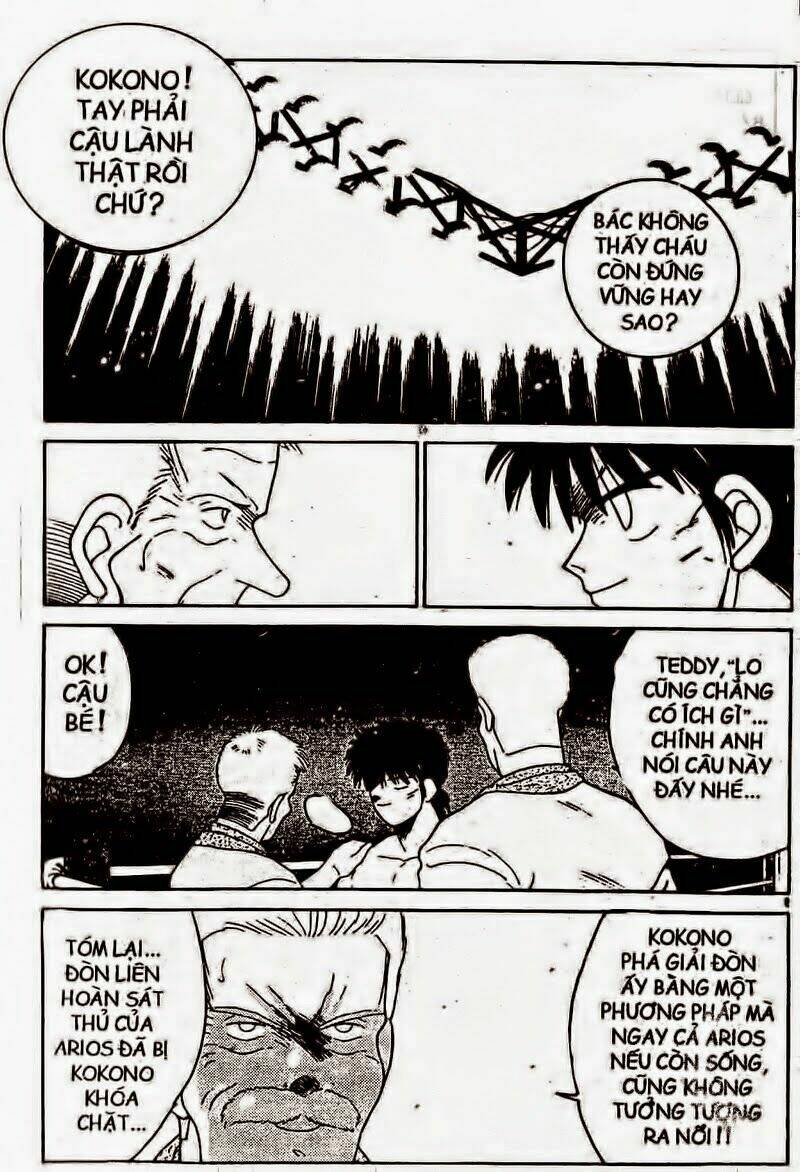 KOKONO!
TAY PHẢI
CẬU LÀNH
THẬT RỒI
CHỨ?
BÁC KHÔNG
THẤY CHÁU
CÒN ĐỨNG
VỮNG HAY
SAO?
OK!
CẬU
BÉ!
TEDDY, "LO
CŨNG CHẲNG
CÓ ÍCH GÌ"...
CHÍNH ANH
NÓI CÂU NÀY
ĐẤY NHÉ...
TÓM LẠI...
ĐÒN LIÊN
HOÀN SÁT
THỦ CỦA
ARIOS ĐÃ BỊ
KOKONO
KHÓA
CHẶT...
KOKONO
PHÁ GIẢI ĐÒN
ẤY BẰNG MỘT
PHƯƠNG PHÁP MÀ
NGAY CẢ ARIOS
NẾU CÒN SỐNG,
CŨNG KHÔNG
TƯỞNG TƯỢNG
RA NỔI!!